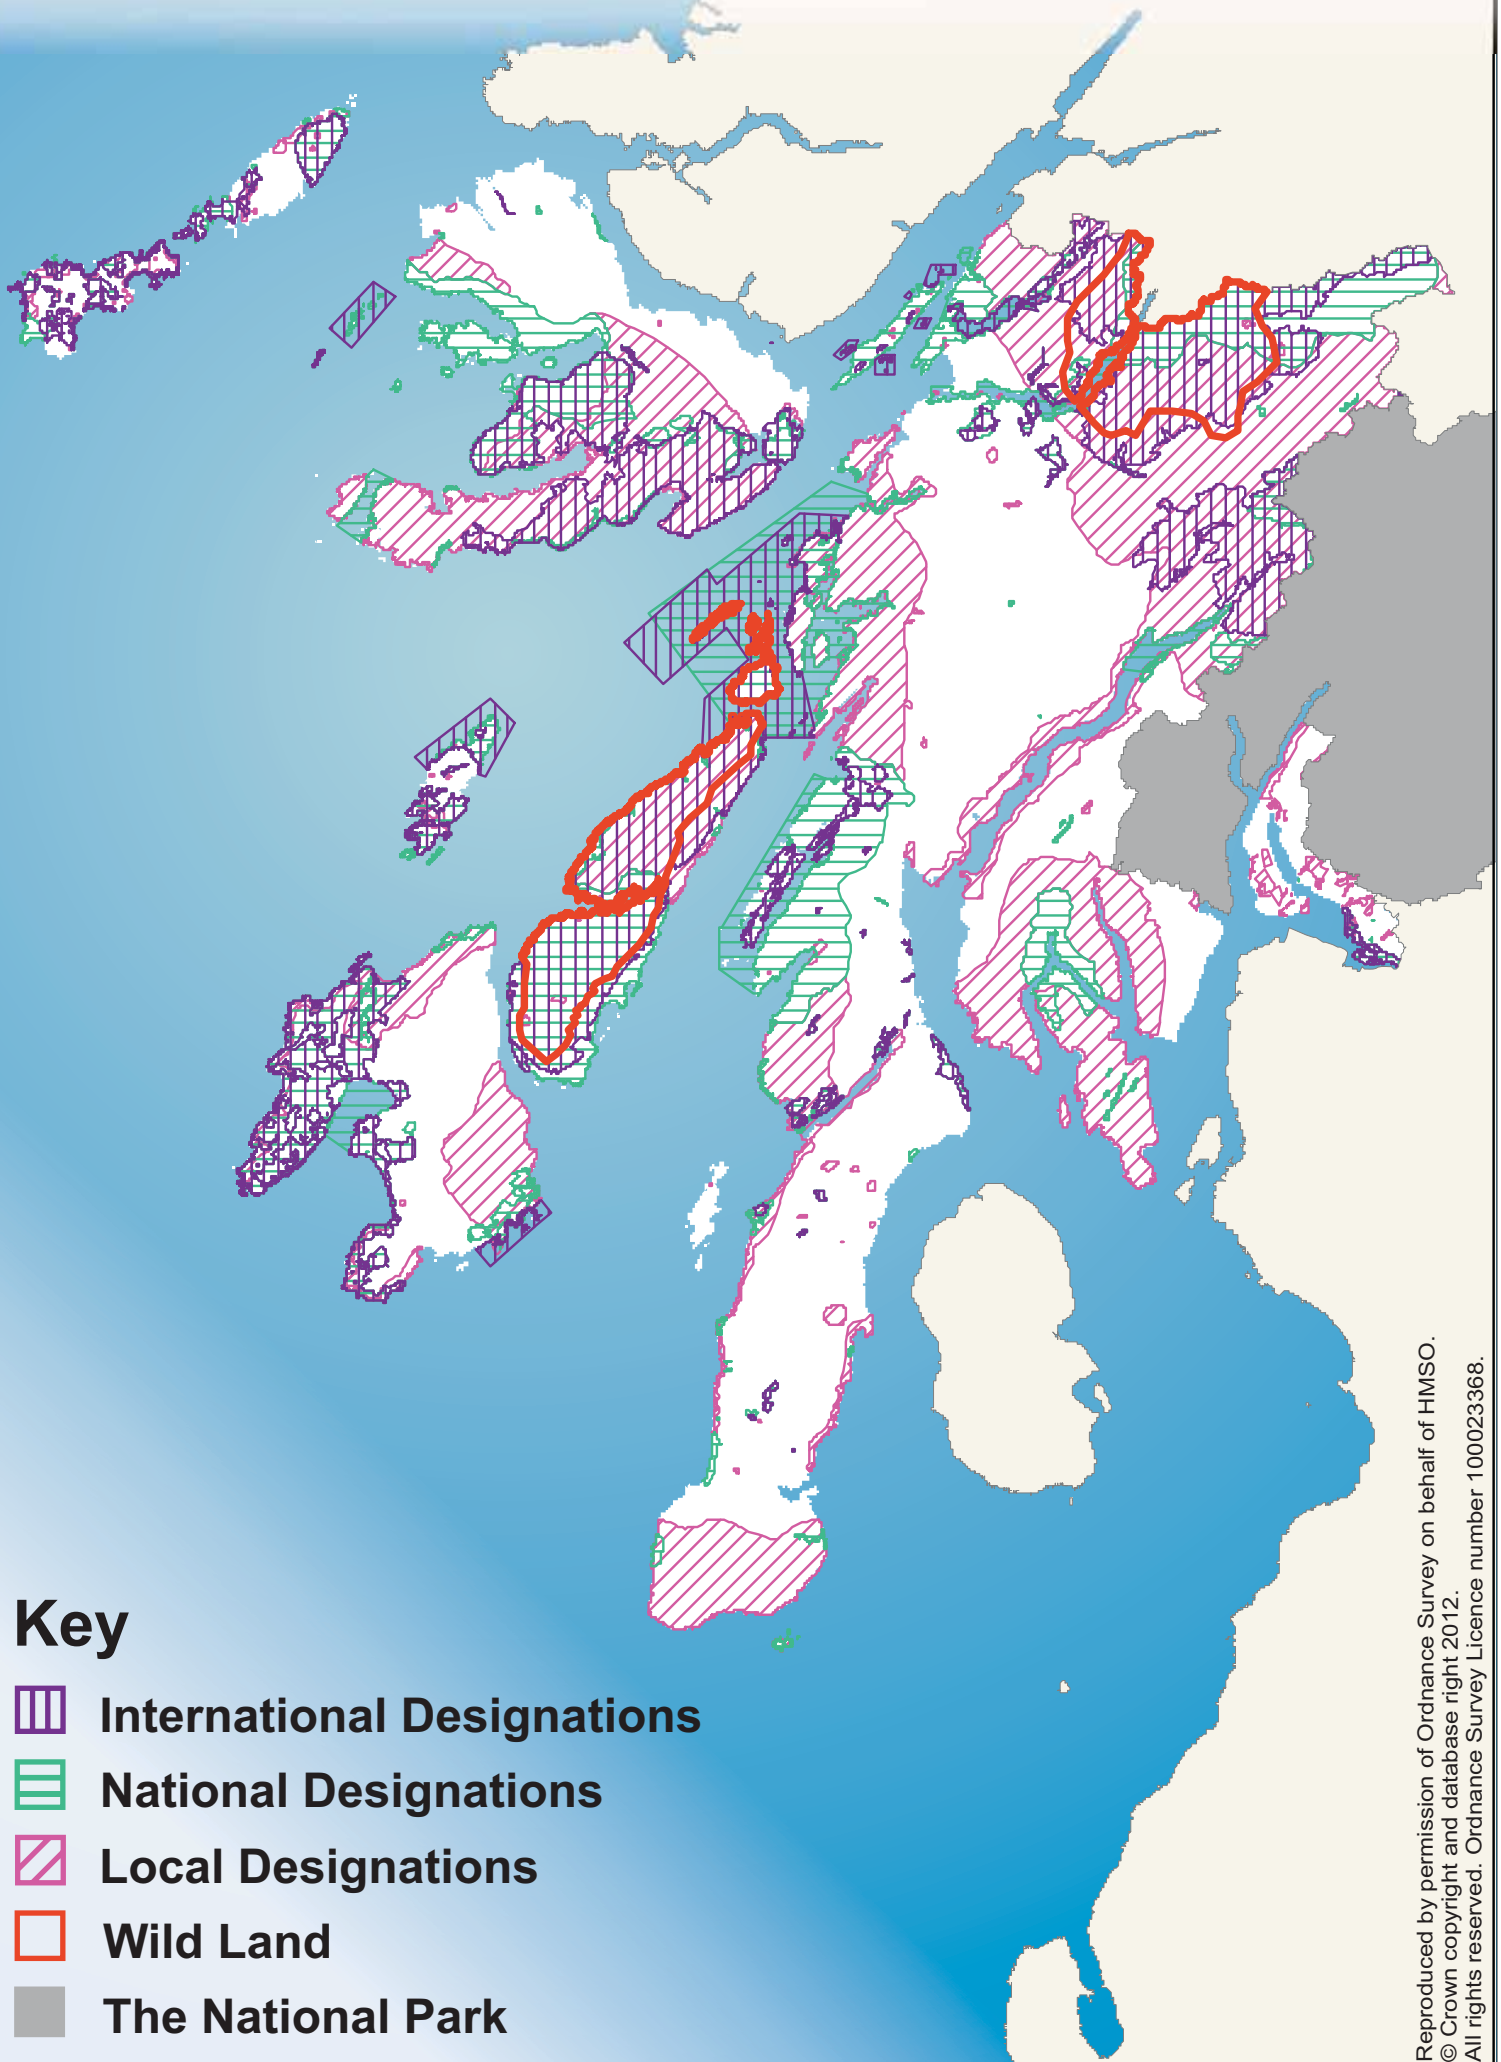 Key
International Designations
National Designations
Local Designations
Wild Land
The National Park
Reproduced by permission of Ordnance Survey on behalf of HMSO.
© Crown copyright and database right 2012.
All rights reserved. Ordnance Survey Licence number 100023368.